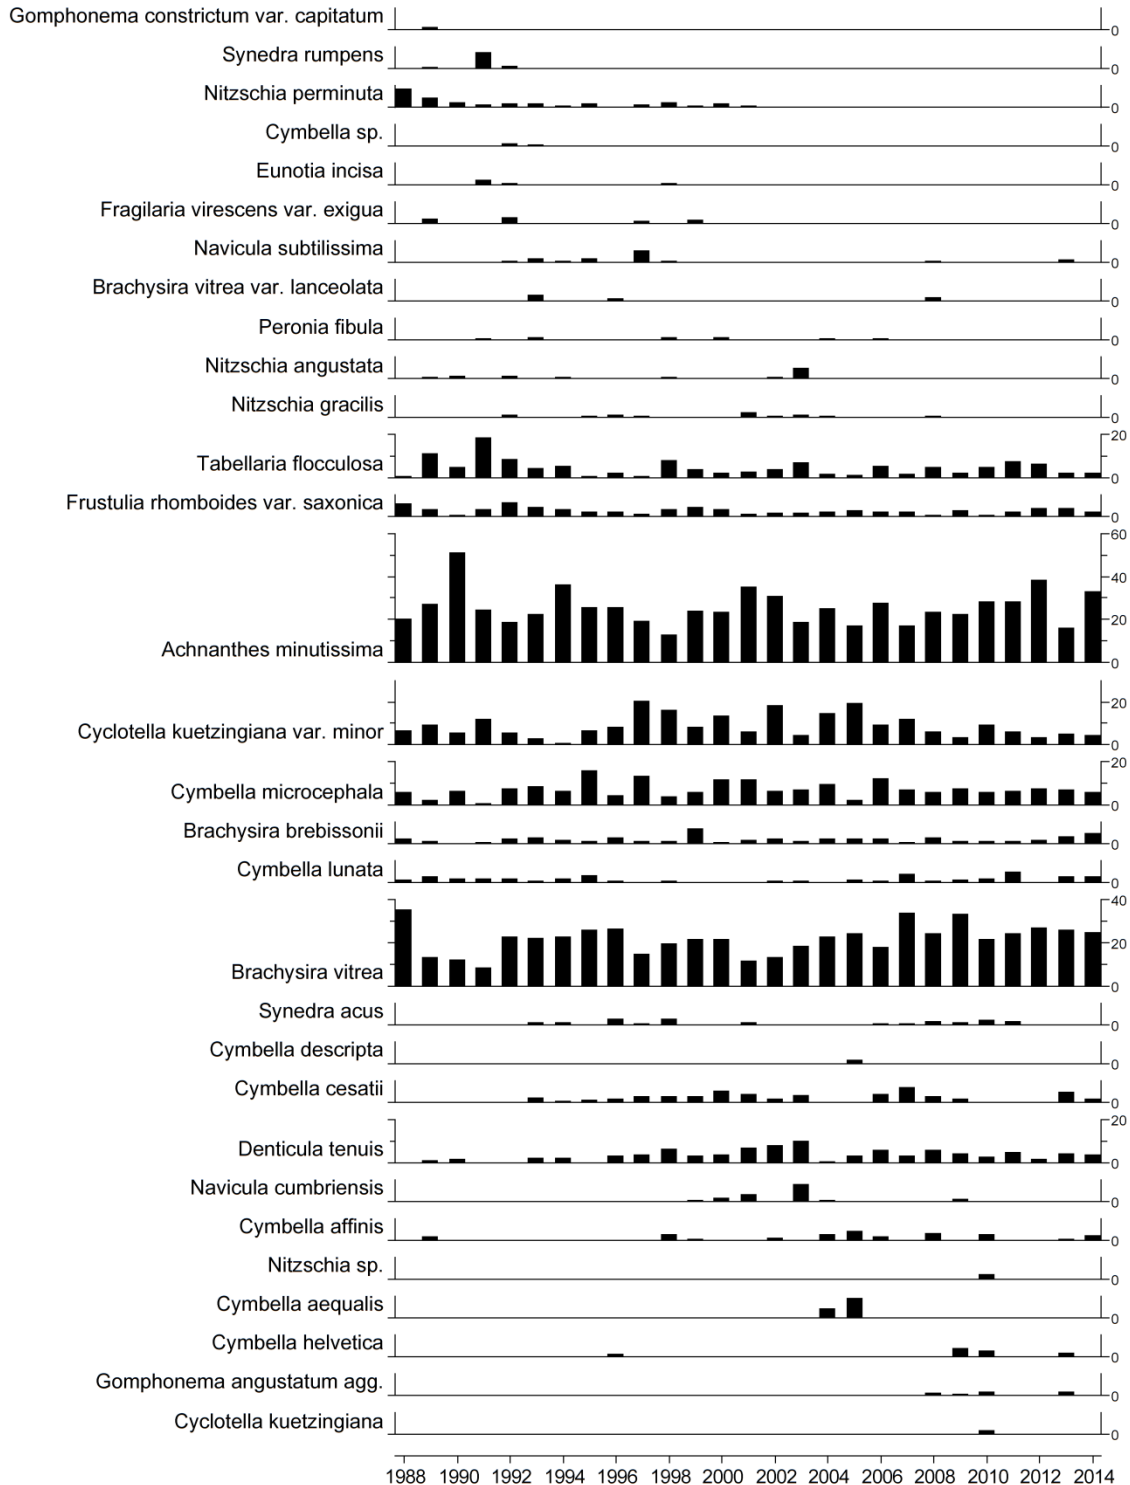 Gomphonema constrictum var. capitatum 0
Synedra rumpens 0
Nitzschia perminuta 0
Cymbella sp. 0
Eunotia incisa 0
Fragilaria virescens var. exigua 0
Navicula subtilissima 0
Brachysira vitrea var. lanceolata 0
Peronia fibula 0
Nitzschia angustata 0
Nitzschia gracilis 0
20
Tabellaria flocculosa 0
Frustulia rhomboides var. saxonica 0
60
40
20
Achnanthes minutissima 0
20
Cyclotella kuetzingiana var. minor 0
20
Cymbella microcephala 0
Brachysira brebissonii 0
Cymbella lunata 0
40
20
Brachysira vitrea 0
Synedra acus 0
Cymbella descripta 0
Cymbella cesatii 0
20
Denticula tenuis 0
Navicula cumbriensis 0
Cymbella affinis 0
Nitzschia sp. 0
Cymbella aequalis 0
Cymbella helvetica 0
Gomphonema angustatum agg. 0
Cyclotella kuetzingiana 0
1988 1990 1992 1994 1996 1998 2000 2002 2004 2006 2008 2010 2012 2014